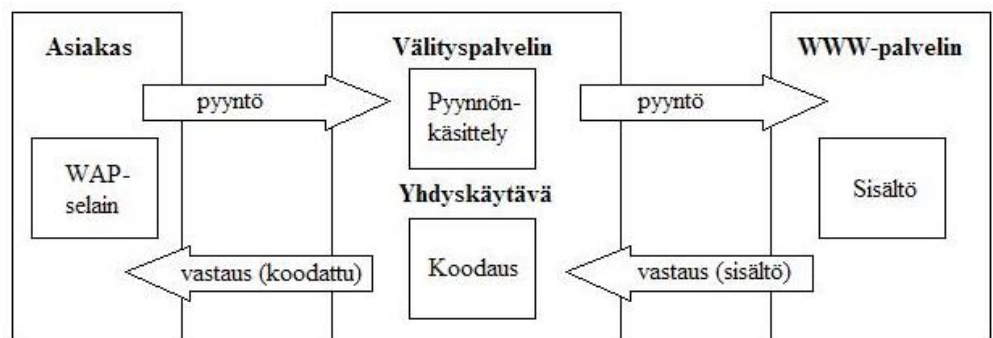 Asiakas
WAP-
selain
pyyntö
vastaus (koodattu)
Välityspalvelin
Pyynnön-
käsittely
Yhdyskäytävä
Koodaus
pyyntö
vastaus (sisältö)
WWW-palvelin
Sisältö